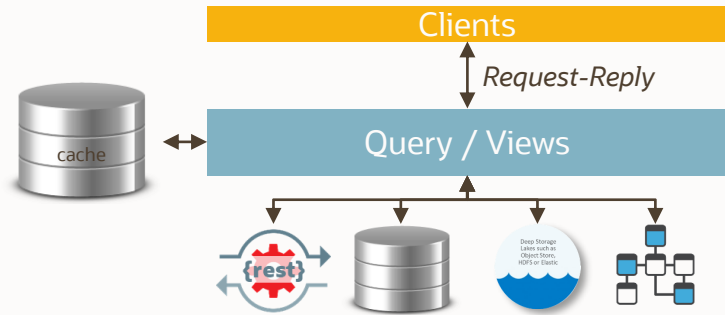 Clients
Request-Reply
Query / Views
cache
{rest}
Deep Storage
Lakes such as
Object Store,
HDFS or Elastic